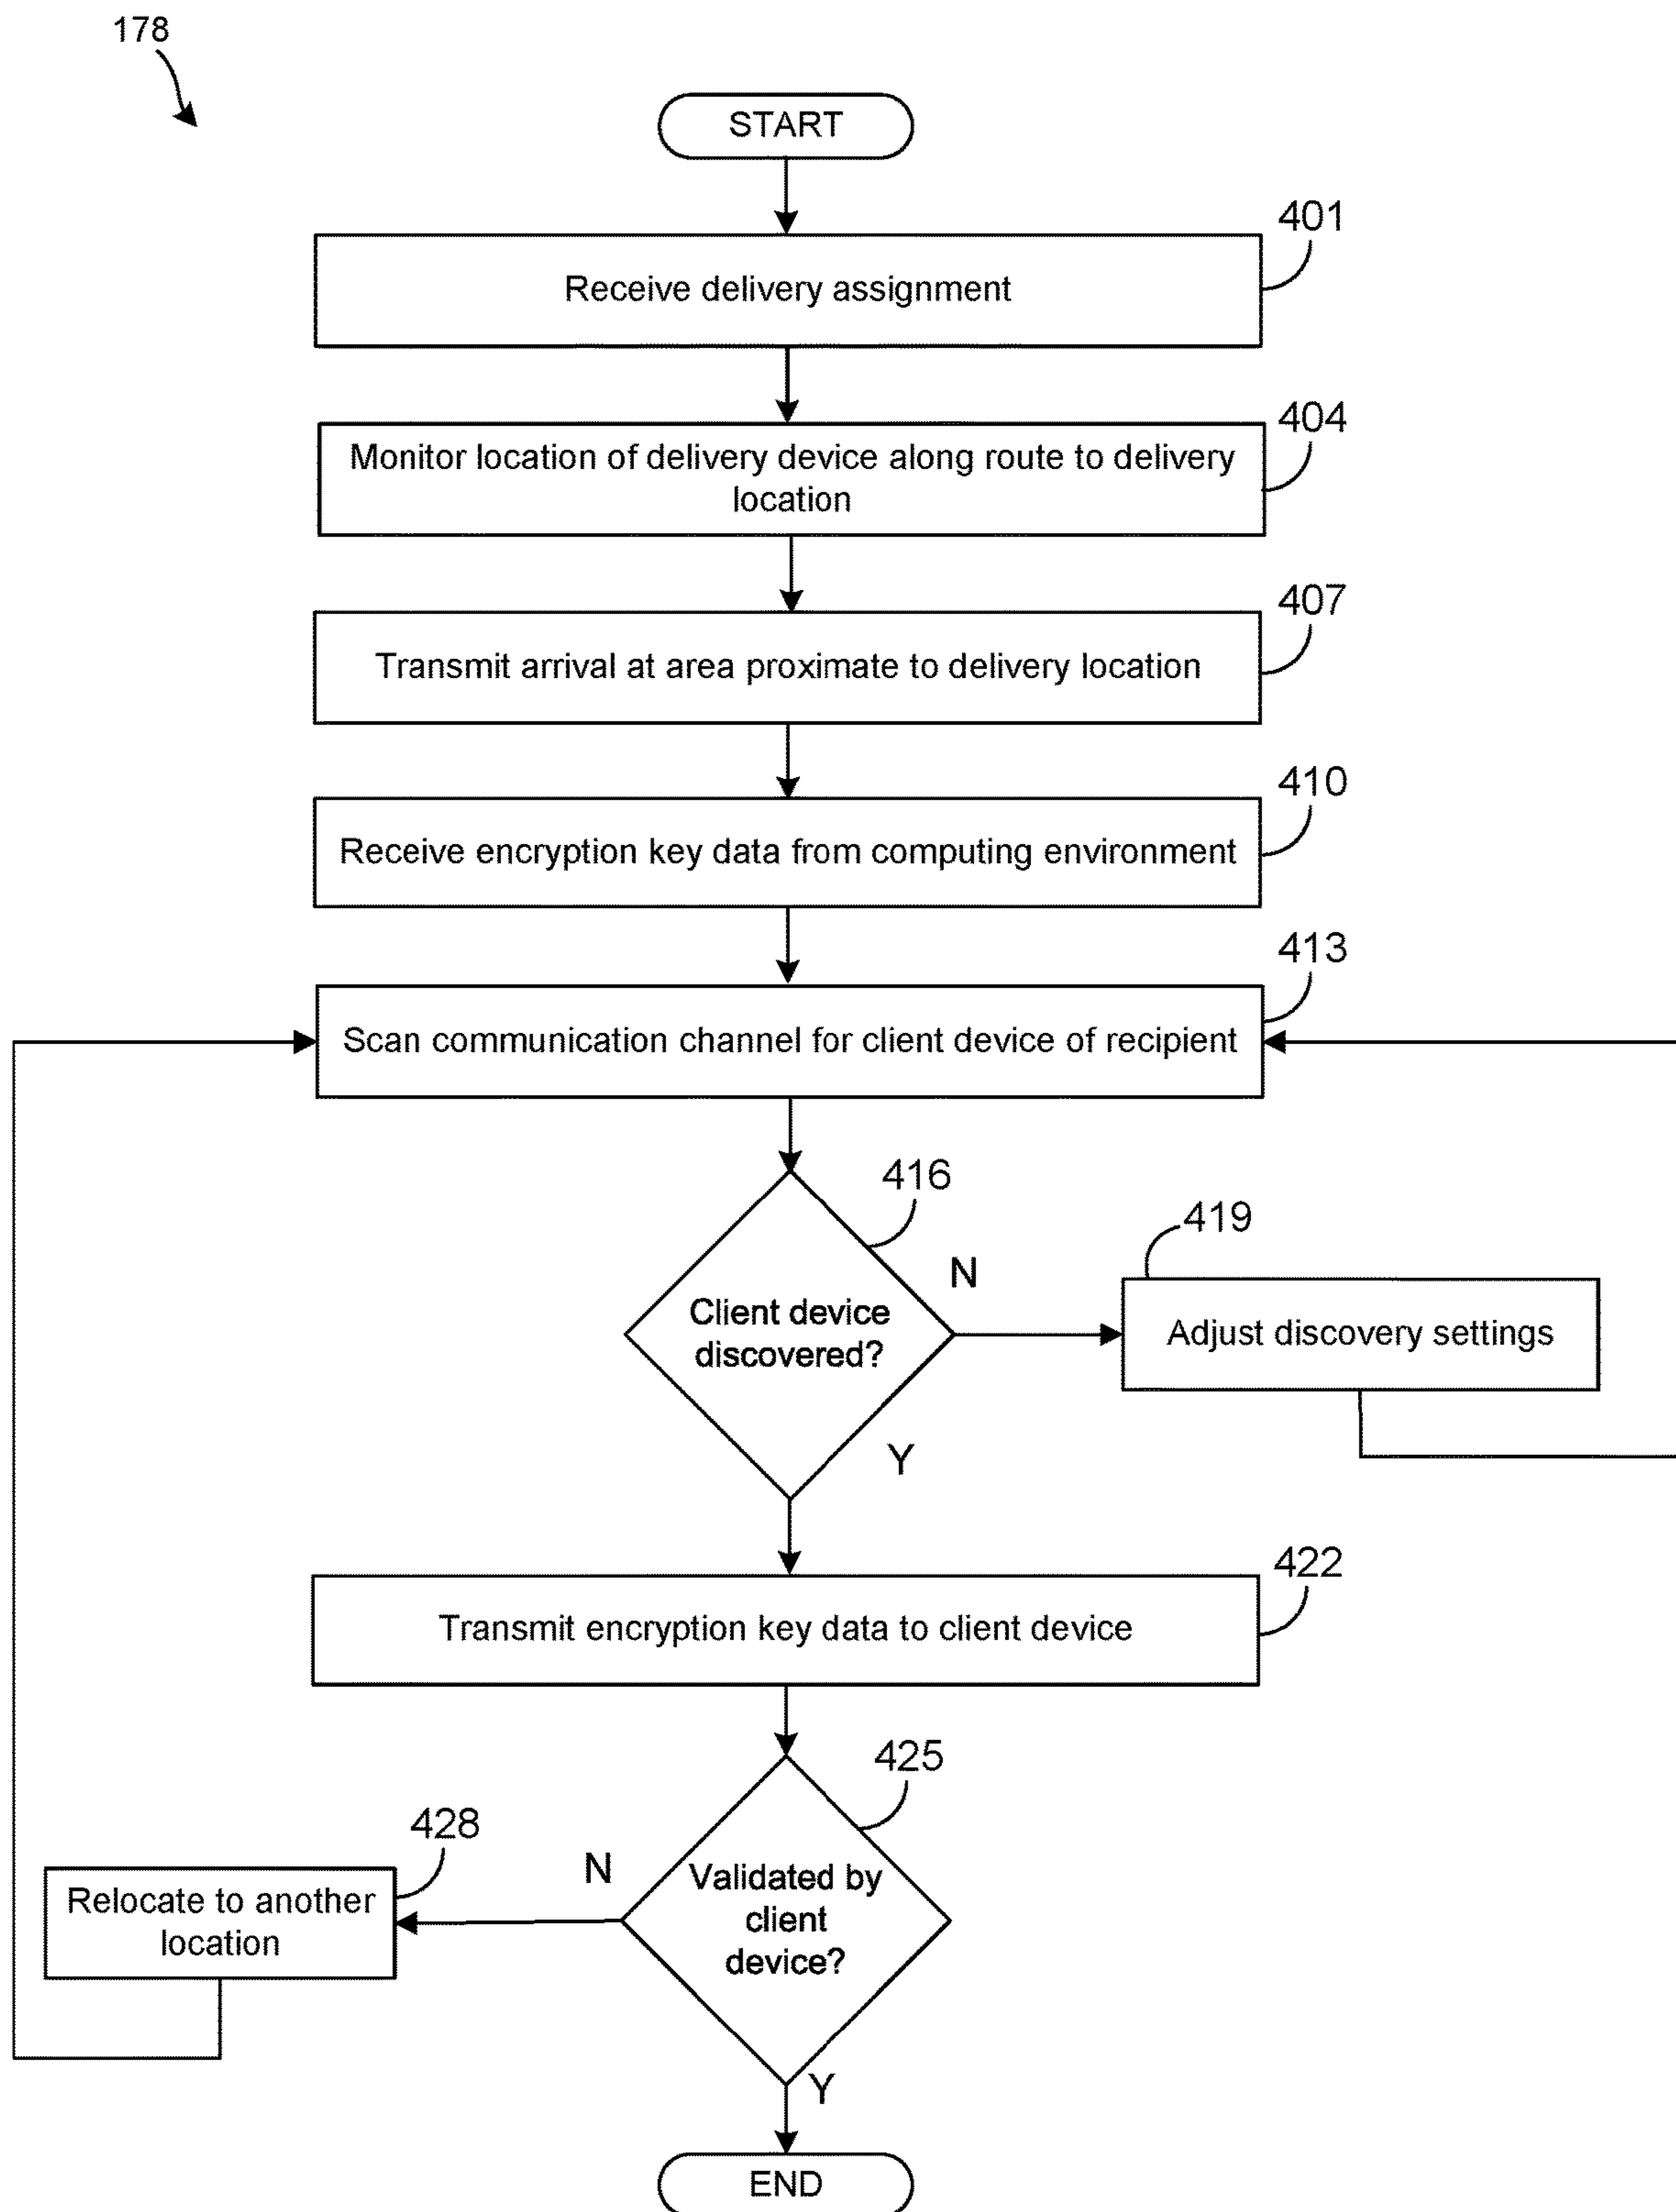 178
START
401
Receive delivery assignment
404
Monitor location of delivery device along route to delivery
location
407
Transmit arrival at area proximate to delivery location
410
Receive encryption key data from computing environment
413
Scan communication channel for client device of recipient
416
Client device
discovered?
N
419
Adjust discovery settings
Y
422
Transmit encryption key data to client device
425
Validated by
client
device?
N
428
Relocate to another
location
Y
END